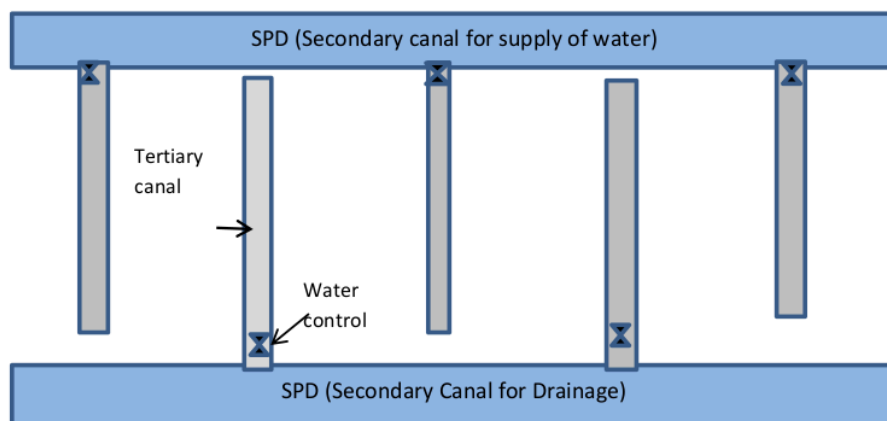 SPD (Secondary canal for supply of water)
Tertiary
canal
Water
control
SPD (Secondary Canal for Drainage)